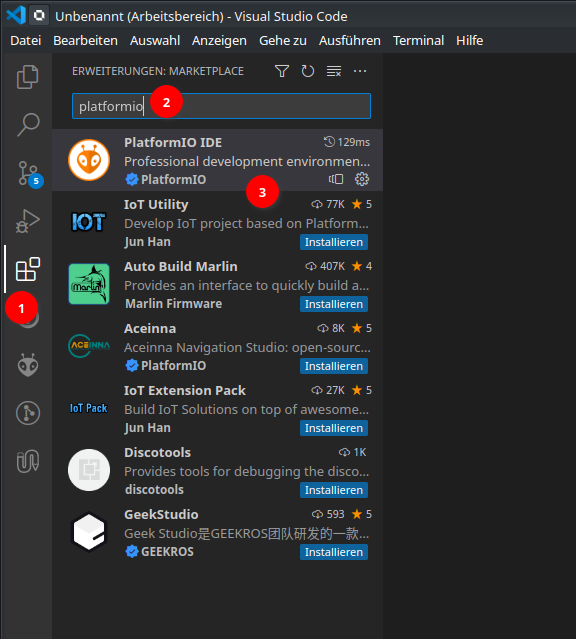 Unbenannt (Arbeitsbereich) - Visual Studio Code
Datei Bearbeiten Auswahl Anzeigen Gehe zu Ausführen Terminal Hilfe
ERWEITERUNGEN: MARKETPLACE
platformio
2
PlatformIO IDE 129ms
Professional development environmen...
PlatformIO
3
5
IoT Utility 77K 5
IOT
Develop IoT project based on Platform...
Jun Han Installieren
Auto Build Marlin 407K 4
Marlin
Provides an interface to quickly build a...
Marlin Firmware Installieren
1
Aceinna 8K 5
ACEINNA
Aceinna Navigation Studio: open-sourc...
PlatformIO Installieren
IoT Extension Pack 27K 5
IoT Pack
Build IoT Solutions on top of awesome...
Jun Han Installieren
Discotools 1K
Provides tools for debugging the disco...
discotools Installieren
GeekStudio 593 5
Geek Studio是GEEKROS团队研发的一款...
GEEKROS Installieren